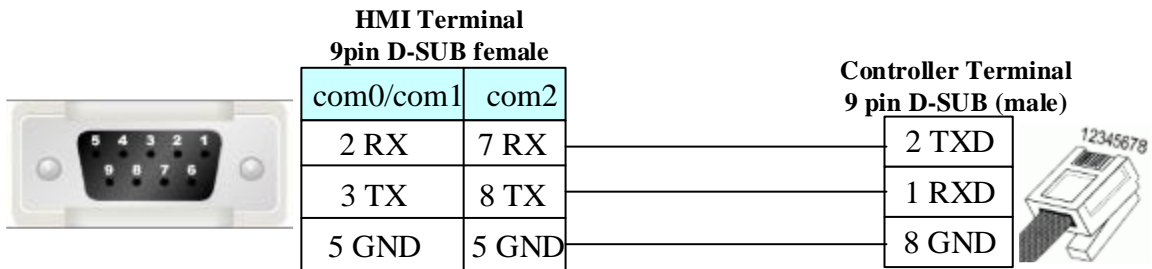 HMI Terminal
9pin D-SUB female
com0/com1 com2
2 RX 7 RX
3 TX 8 TX
5 GND 5 GND
5 4 3 2 1
9 8 7 6
Controller Terminal
9 pin D-SUB (male)
2 TXD
1 RXD
8 GND
12345678